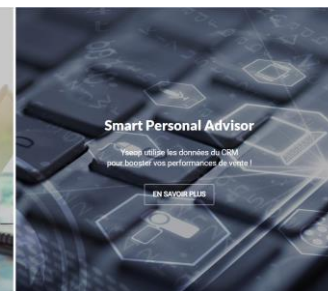 Smart Personal Advisor
Yseop utilise les données du CRM
pour booster vos performances de vente !
EN SAVOIR PLUS